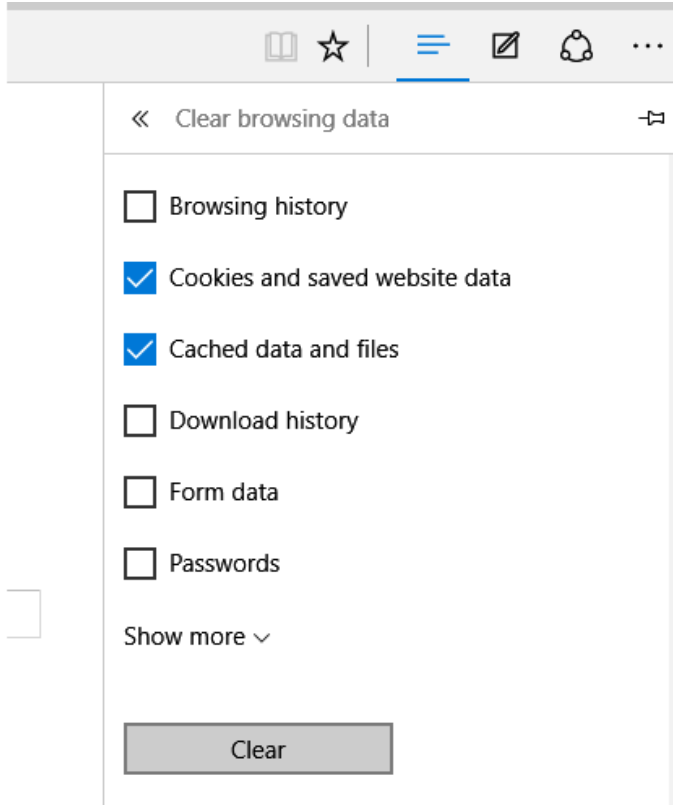 Clear browsing data
Browsing history
Cookies and saved website data
Cached data and files
Download history
Form data
Passwords
Show more
Clear